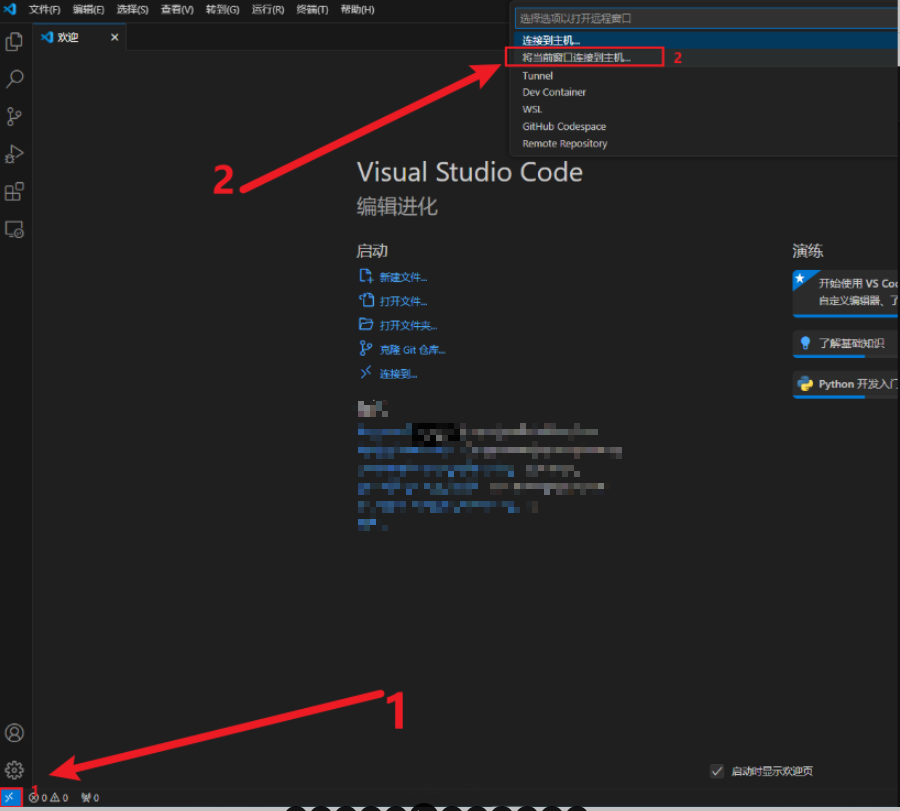 文件(F) 编辑(E) 选择(S) 查看(V) 转到(G) 运行(R) 终端(T) 帮助(H)
欢迎
选择选项以打开远程窗口
连接到主机...
将当前窗口连接到主机...
2
Tunnel
Dev Container
WSL
GitHub Codespace
Remote Repository
2
Visual Studio Code
编辑进化
启动
新建文件...
打开文件...
打开文件夹...
克隆 Git 仓库...
连接到...
演练
开始使用 VS Co
自定义编辑器、
了解基础知识
Python 开发入门
1
启动时显示欢迎页
1
0 0 0